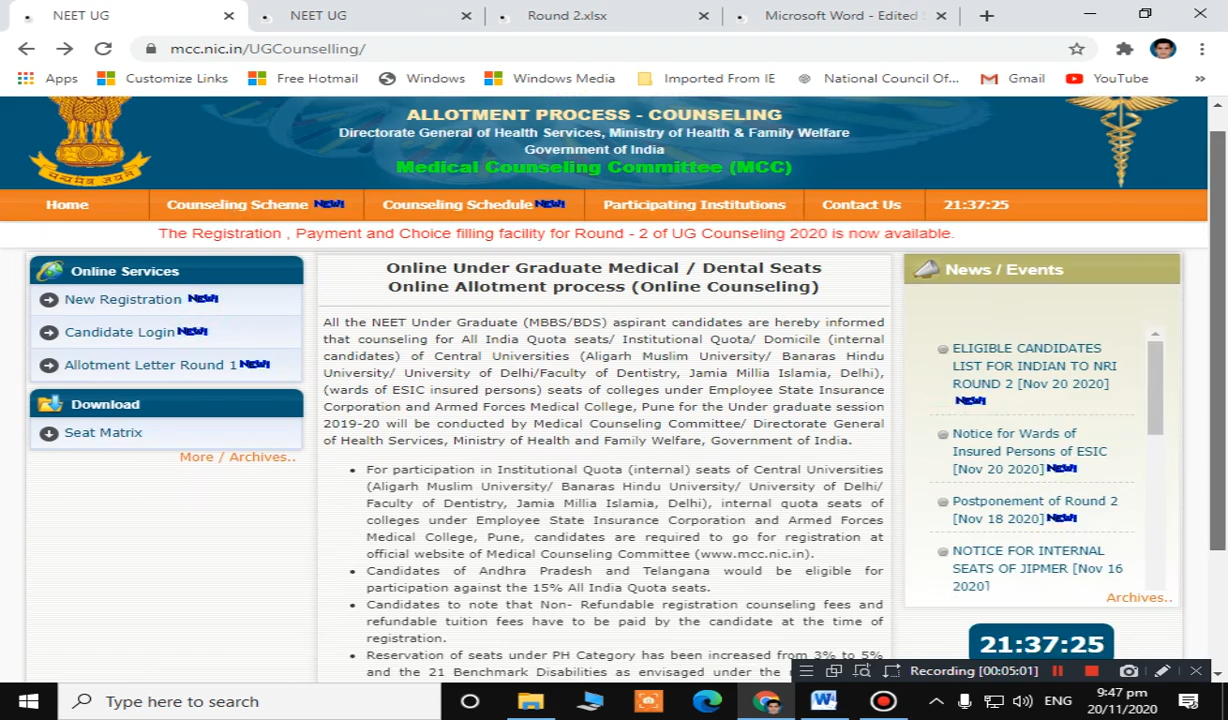 NEET UG
NEET UG
Round 2.xlsx
Microsoft Word - Edited
mcc.nic.in/UGCounselling/
Apps
Customize Links
Free Hotmail
Windows
Windows Media
Imported From IE
National Council Of...
Gmail
YouTube
ALLOTMENT PROCESS - COUNSELING
Directorate General of Health Services, Ministry of Health & Family Welfare
Government of India
Medical Counseling Committee (MCC)
सत्यमेव जयते
Home
Counseling Scheme NEW!
Counseling Schedule NEW!
Participating Institutions
Contact Us
21:37:25
The Registration , Payment and Choice filling facility for Round - 2 of UG Counseling 2020 is now available.
Online Services
New Registration NEW!
Candidate Login NEW!
Allotment Letter Round 1 NEW!
Download
Seat Matrix
More / Archives..
Online Under Graduate Medical / Dental Seats
Online Allotment process (Online Counseling)
All the NEET Under Graduate (MBBS/BDS) aspirant candidates are hereby informed
that counseling for All India Quota seats/ Institutional Quota/ Domicile (internal
candidates) of Central Universities (Aligarh Muslim University/ Banaras Hindu
University/ University of Delhi/Faculty of Dentistry, Jamia Millia Islamia, Delhi),
(wards of ESIC insured persons) seats of colleges under Employee State Insurance
Corporation and Armed Forces Medical College, Pune for the Under graduate session
2019-20 will be conducted by Medical Counseling Committee/ Directorate General
of Health Services, Ministry of Health and Family Welfare, Government of India.
• For participation in Institutional Quota (internal) seats of Central Universities
(Aligarh Muslim University/ Banaras Hindu University/ University of Delhi/
Faculty of Dentistry, Jamia Millia Islamia, Delhi), internal quota seats of
colleges under Employee State Insurance Corporation and Armed Forces
Medical College, Pune, candidates are required to go for registration at
official website of Medical Counseling Committee (www.mcc.nic.in).
• Candidates of Andhra Pradesh and Telangana would be eligible for
participation against the 15% All India Quota seats.
• Candidates to note that Non- Refundable registration counseling fees and
refundable tuition fees have to be paid by the candidate at the time of
registration.
• Reservation of seats under PH Category has been increased from 3% to 5%
and the 21 Benchmark Disabilities as envisaged under the
News / Events
ELIGIBLE CANDIDATES
LIST FOR INDIAN TO NRI
ROUND 2 [Nov 20 2020]
NEW!
Notice for Wards of
Insured Persons of ESIC
[Nov 20 2020] NEW!
Postponement of Round 2
[Nov 18 2020] NEW!
NOTICE FOR INTERNAL
SEATS OF JIPMER [Nov 16
2020]
Archives..
21:37:25
Recording [00:05:01]
Type here to search
ENG
9:47 pm
20/11/2020